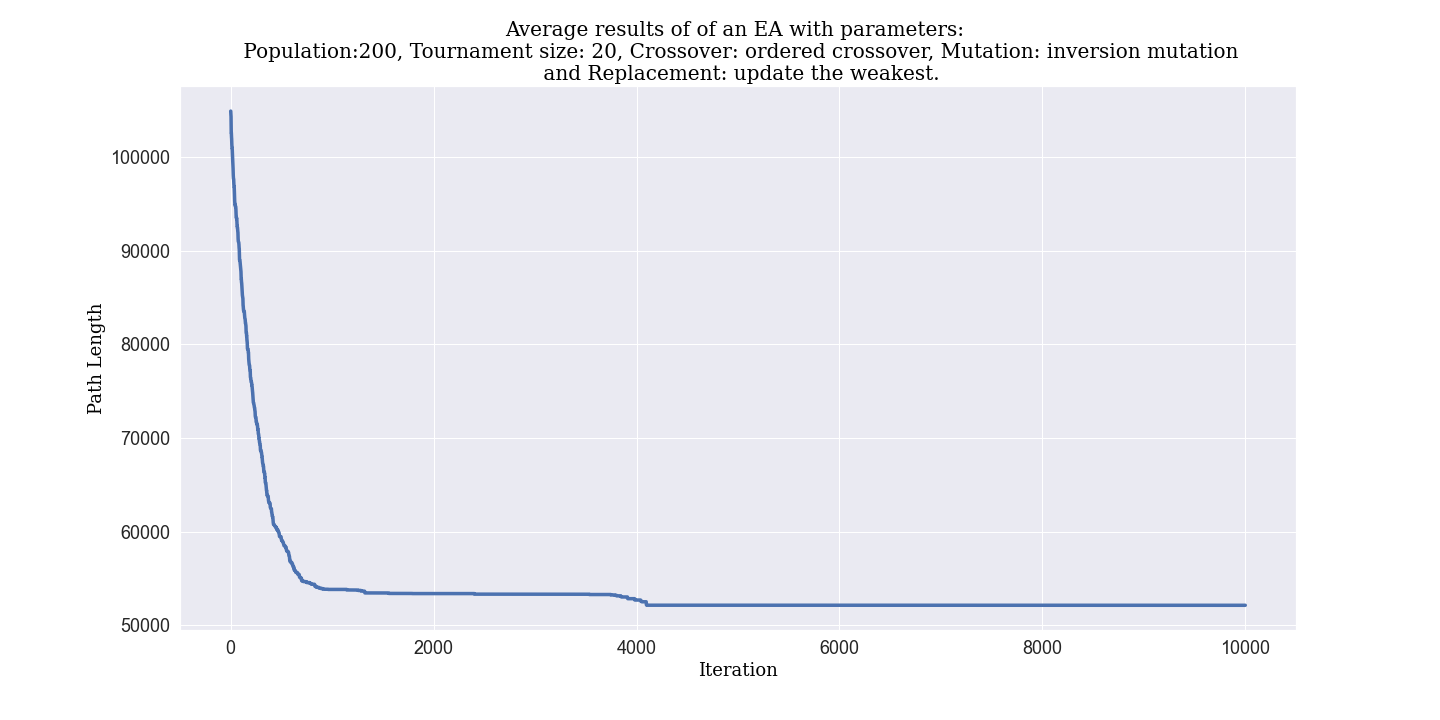 Average results of of an EA with parameters:
Population:200, Tournament size: 20, Crossover: ordered crossover, Mutation: inversion mutation
and Replacement: update the weakest.
100000
90000
80000
70000
60000
50000
Path Length
0 2000 4000 6000 8000 10000
Iteration